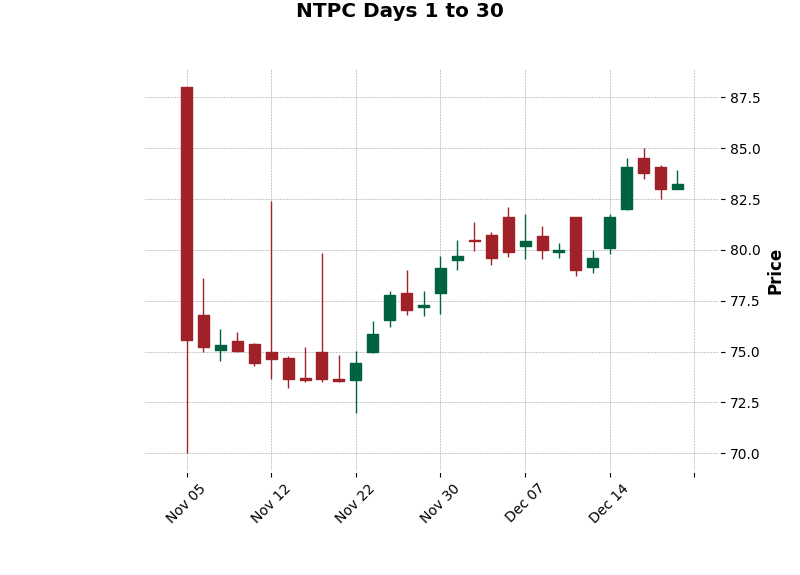 NTPC Days 1 to 30
87.5
85.0
82.5
80.0
77.5
75.0
72.5
70.0
Price
Nov 05
Nov 12
Nov 22
Nov 30
Dec 07
Dec 14